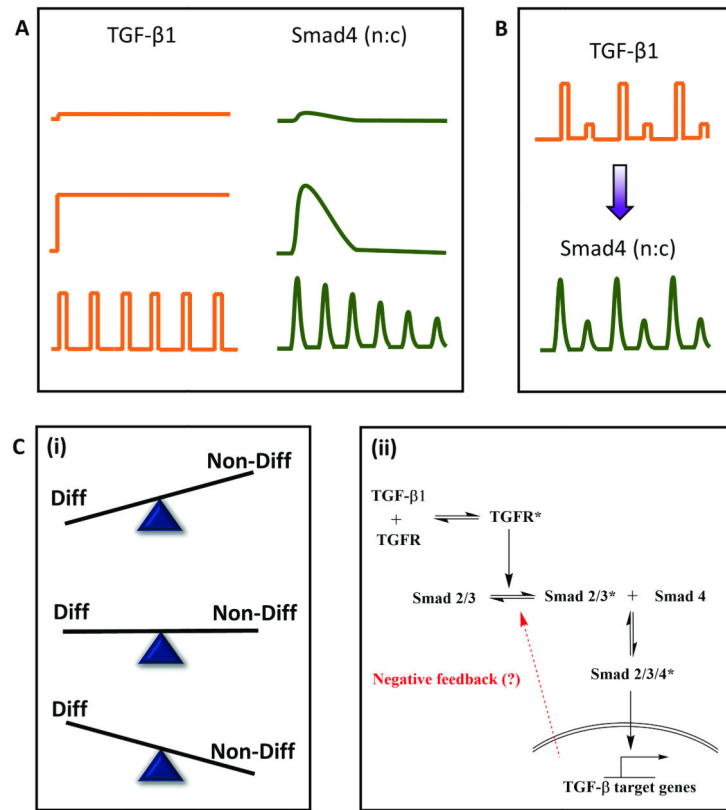 A
TGF-β1
Smad4 (n:c)
B
TGF-β1
Smad4 (n:c)
C
(i)
Diff
Non-Diff
Diff
Non-Diff
Diff
Non-Diff
(ii)
TGF-β1
+
TGFR
TGFR*
Smad 2/3
Smad 2/3* + Smad 4
Negative feedback (?)
Smad 2/3/4*
TGF-β target genes